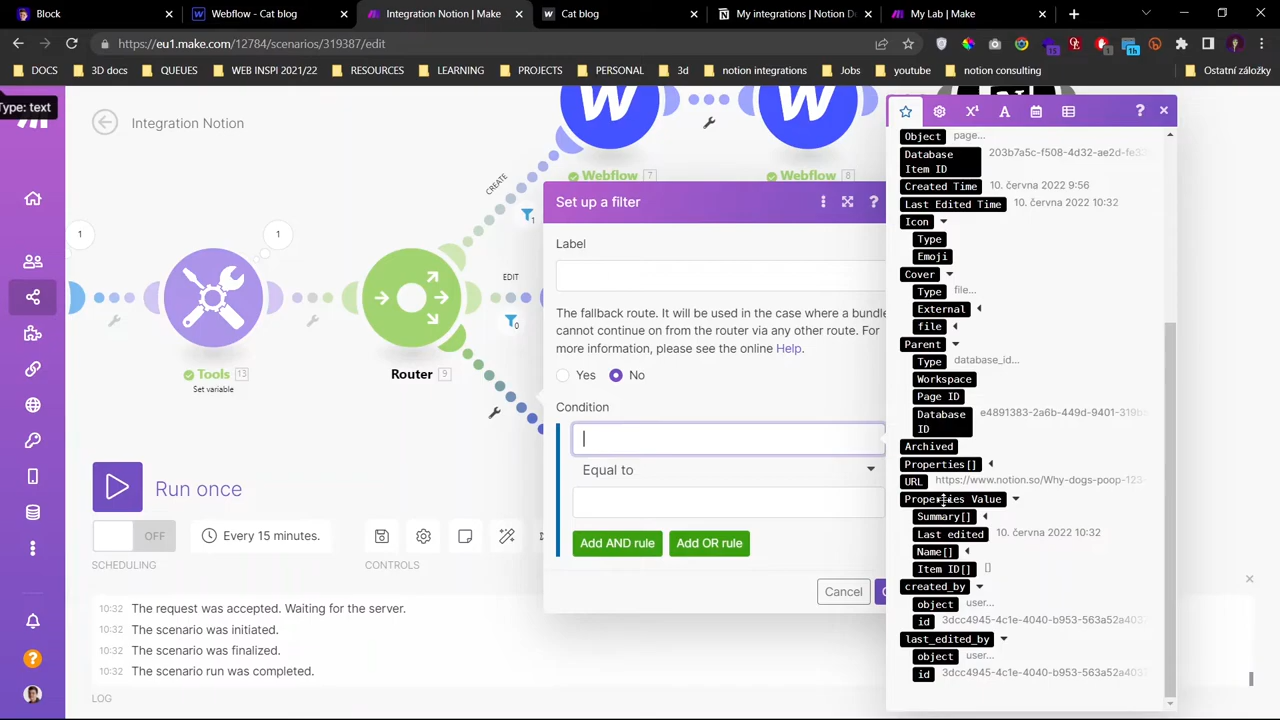 Block
Webflow - Cat blog
Integration Notion | Make
Cat blog
My integrations | Notion De
My Lab | Make
https://eu1.make.com/12784/scenarios/319387/edit
DOCS
3D docs
QUEUES
WEB INSPI 2021/22
RESOURCES
LEARNING
PROJECTS
PERSONAL
3d
notion integrations
Jobs
youtube
notion consulting
Ostatní záložky
Type: text
Integration Notion
Webflow 7
Webflow 8
CREATE
1
1
1
EDIT
0
Tools
Set variable
Router 9
Set up a filter
Label
The fallback route. It will be used in the case where a bundle
cannot continue from the router via any other route. For
more information, please see the online Help.
Yes
No
Condition
Equal to
Add AND rule
Add OR rule
Cancel
Object page...
Database Item ID 203b7a5c-f508-4d32-ae2d-fe3
Created Time 10. června 2022 9:56
Last Edited Time 10. června 2022 10:32
Icon
Type
Emoji
Cover
Type file...
External
file
Parent
Type database_id...
Workspace
Page ID
Database ID e4891383-2a6b-449d-9401-319b
Archived
Properties[]
URL https://www.notion.so/Why-dogs-poop-123-
Properties Value
Summary[]
Last edited 10. června 2022 10:32
Name[]
Item ID[] []
created_by
object user...
id 3dcc4945-4c1e-4040-b953-563a52a403
last_edited_by
object user...
id 3dcc4945-4c1e-4040-b953-563a52a403
Run once
OFF
Every 15 minutes.
SCHEDULING
CONTROLS
10:32 The request was accepted. Waiting for the server.
10:32 The scenario was initiated.
10:32 The scenario was finalized.
10:32 The scenario run was completed.
LOG